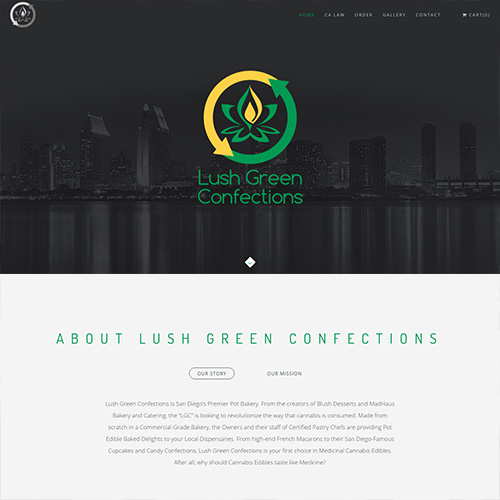 HOME CA LAW ORDER GALLERY CONTACT CART(0)
Lush Green
Confections
ABOUT LUSH GREEN CONFECTIONS
OUR STORY OUR MISSION
Lush Green Confections is San Diego's Premier Pot Bakery. From the creators of Blush Desserts and MadHaus
Bakery and Catering, the "LGC" is looking to revolutionize the way that cannabis is consumed. Made from
scratch in a Commercial-Grade Bakery, the Owners and their staff of Certified Pastry Chefs are providing Pot
Edible Baked Delights to your Local Dispensaries. From high-end French Macarons to their San Diego-Famous
Cupcakes and Candy Confections, Lush Green Confections is your first choice in Medicinal Cannabis Edibles.
After all, why should Cannabis Edibles taste like Medicine?